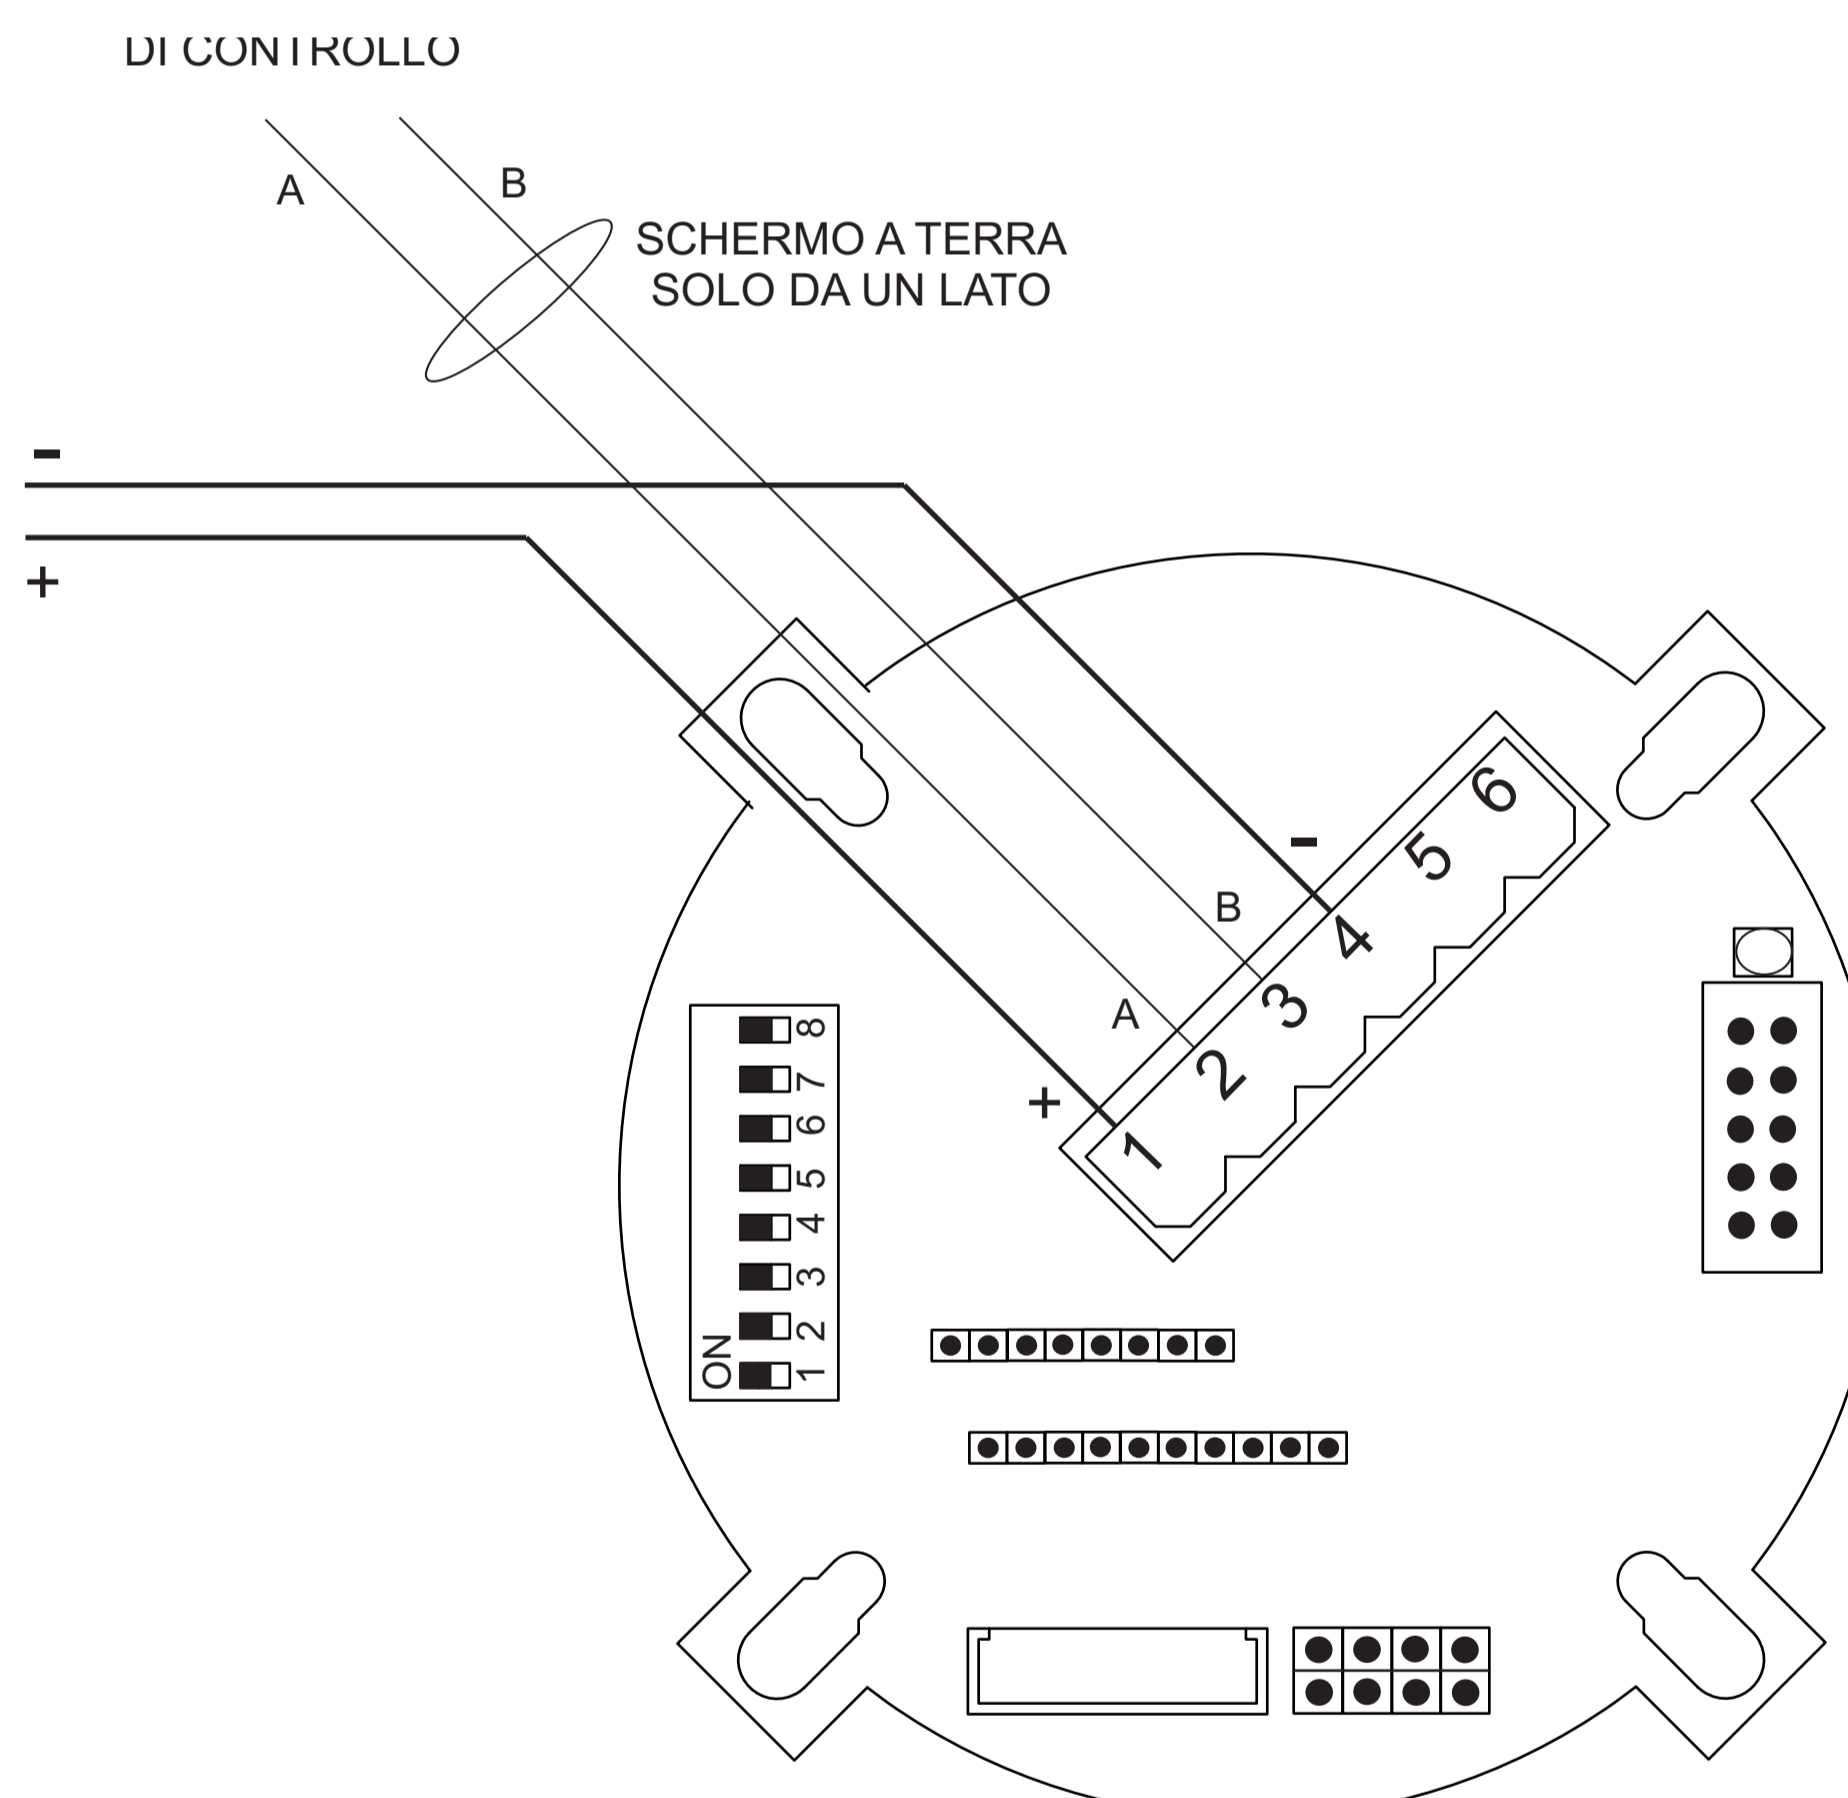 DI CONTROLLO
A
B
SCHERMO A TERRA
SOLO DA UN LATO
-
+
-
B
A
+
1 2 3 4 5 6
ON
1 2 3 4 5 6 7 8